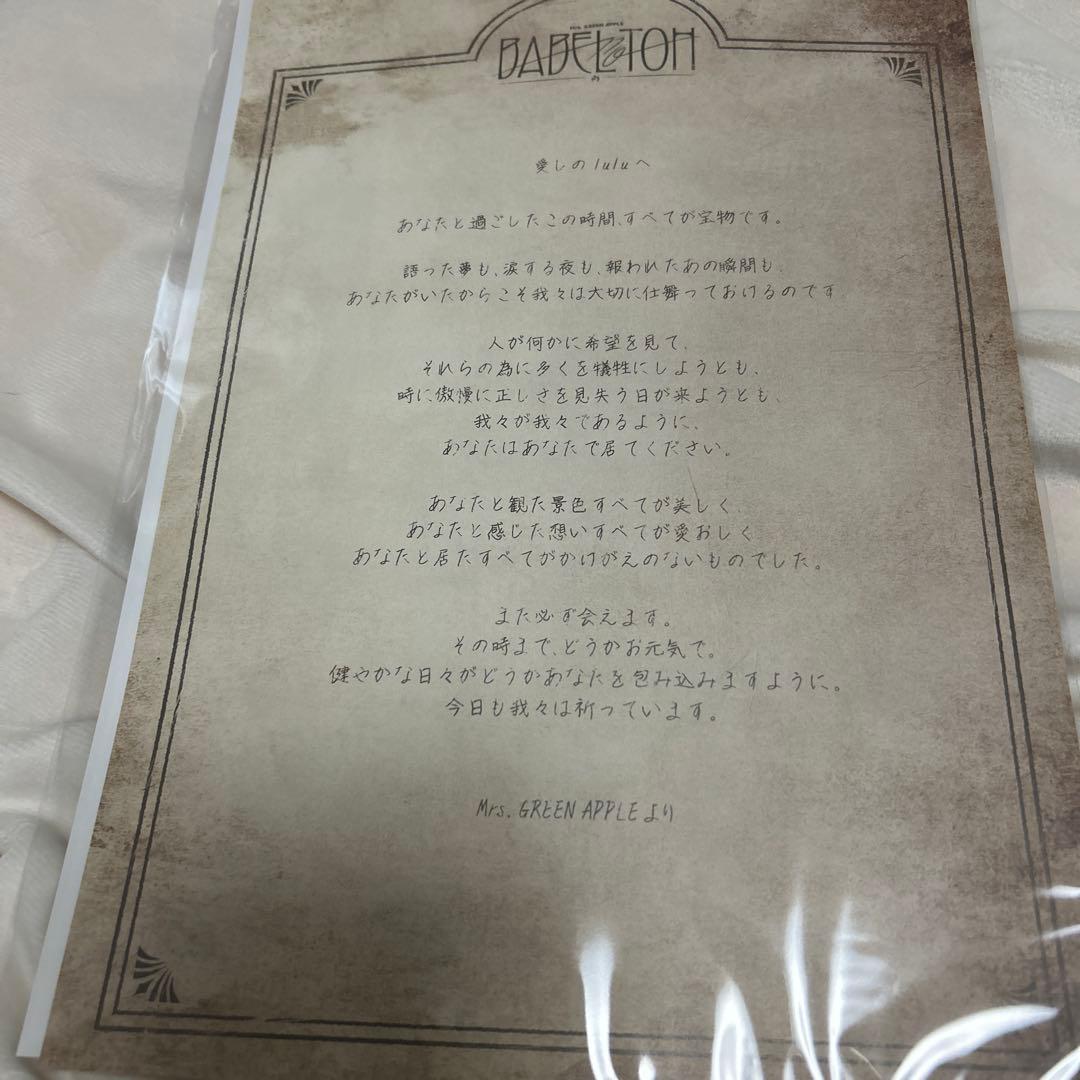 Mrs. GREEN APPLE
BABEL no TOH
の
愛しのluluへ
あなたと過ごしたこの時間、すべてが宝物です。
語った夢も、涙する夜も、報われたあの瞬間も、
あなたがいたからこそ我々は大切に仕舞っておけるのです
人が何かに希望を見て、
それらの為に多くを犠牲にしようとも、
時に傲慢に正しさを見失う日が来ようとも、
我々が我々であるように、
あなたはあなたで居てください。
あなたと観た景色すべてが美しく、
あなたと感じた想いすべてが愛おしく、
あなたと居たすべてがかけがえのないものでした。
また必ず会えます。
その時まで、どうかお元気で。
健やかな日々がどうかあなたを包み込みますように。
今日も我々は祈っています。
Mrs. GREEN APPLEより